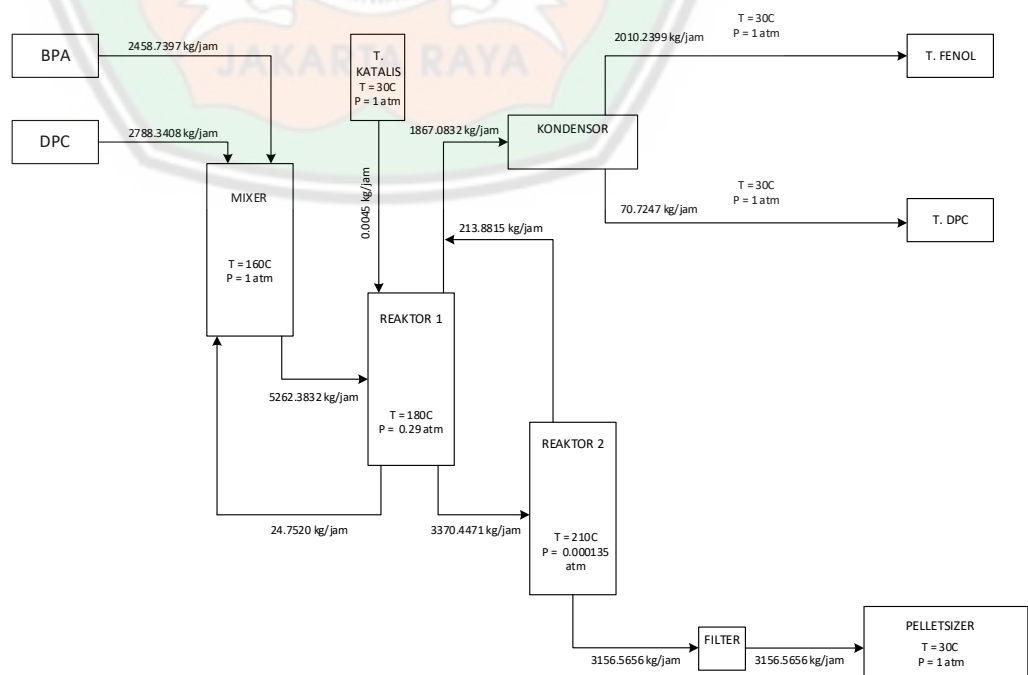 JAKARTA RAYA
BPA
2458.7397 kg/jam
DPC
2788.3408 kg/jam
MIXER
T = 160C
P = 1 atm
T.
KATALIS
T = 30C
P = 1 atm
0.0045 kg/jam
1867.0832 kg/jam
KONDENSOR
T = 30C
P = 1 atm
2010.2399 kg/jam
T. FENOL
T = 30C
P = 1 atm
70.7247 kg/jam
T. DPC
213.8815 kg/jam
REAKTOR 1
T = 180C
P = 0.29 atm
5262.3832 kg/jam
24.7520 kg/jam
3370.4471 kg/jam
REAKTOR 2
T = 210C
P = 0.000135
atm
3156.5656 kg/jam
FILTER
3156.5656 kg/jam
PELLETSIZER
T = 30C
P = 1 atm